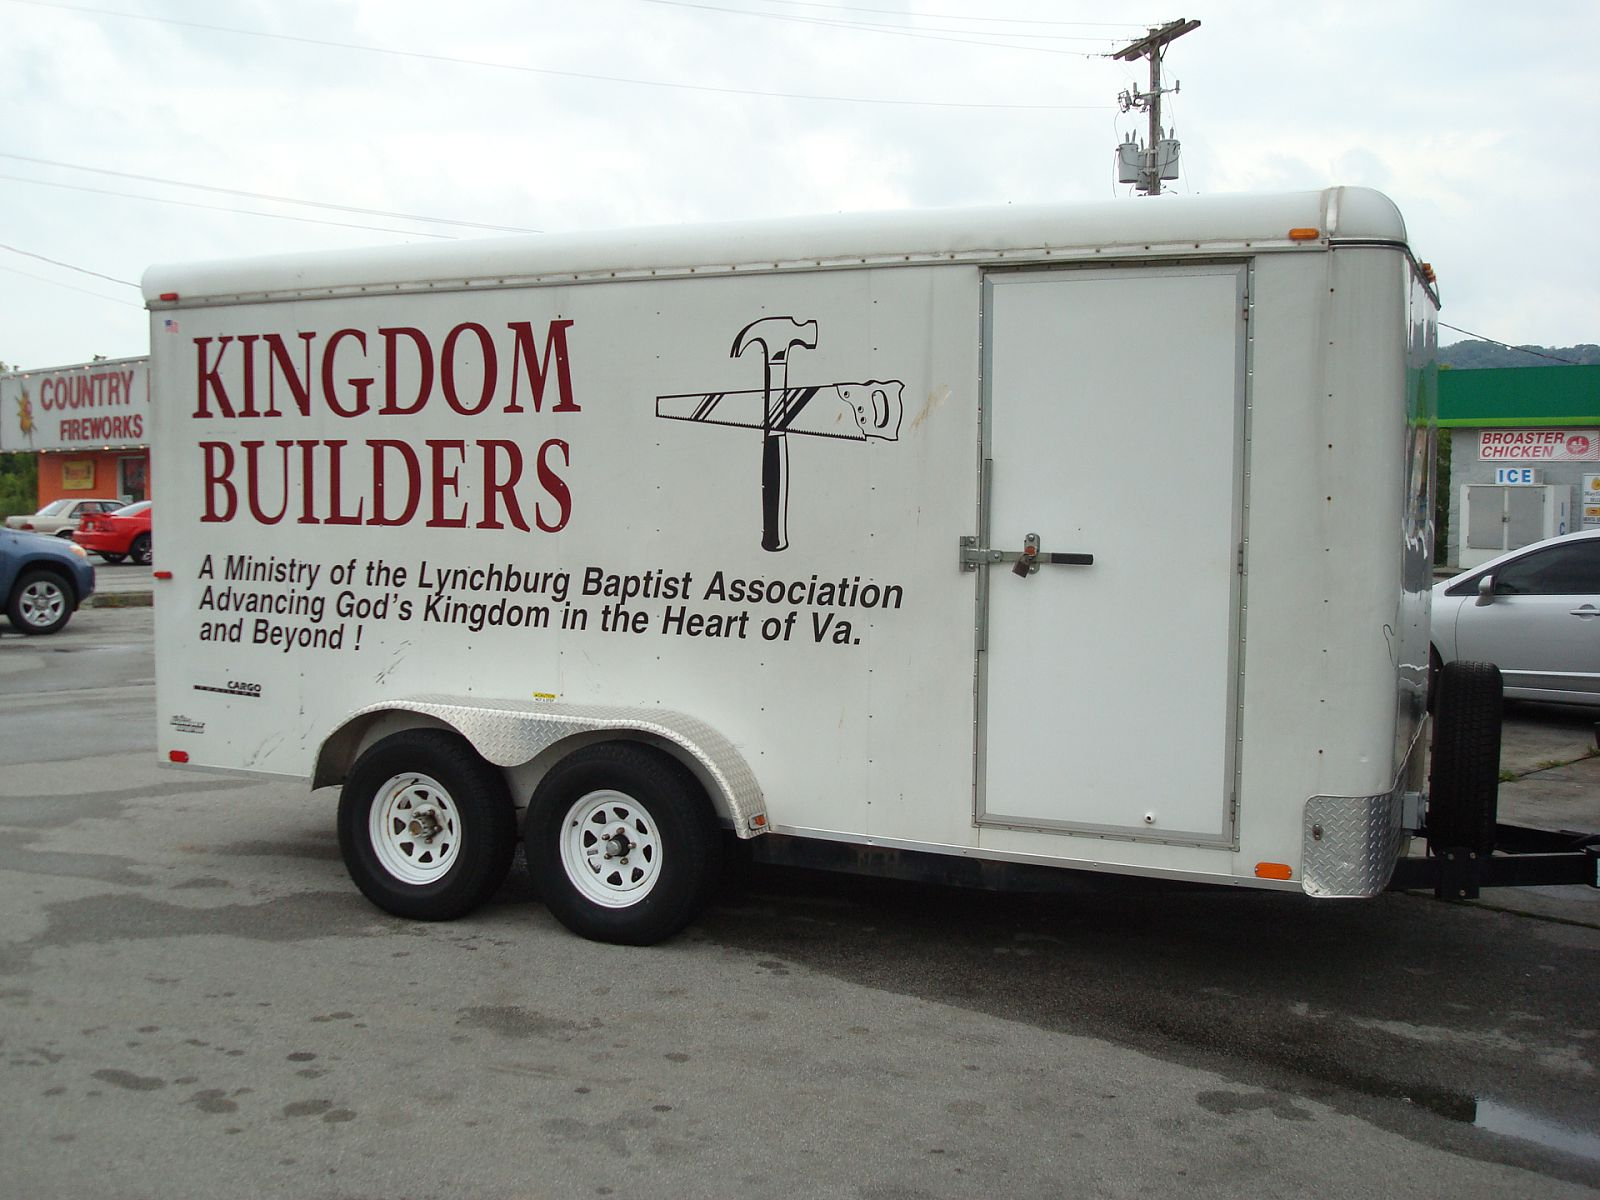 KINGDOM
BUILDERS
A Ministry of the Lynchburg Baptist Association
Advancing God's Kingdom in the Heart of Va.
and Beyond !
CARGO
CAUTION
COUNTRY
FIREWORKS
BROASTER
CHICKEN
ICE